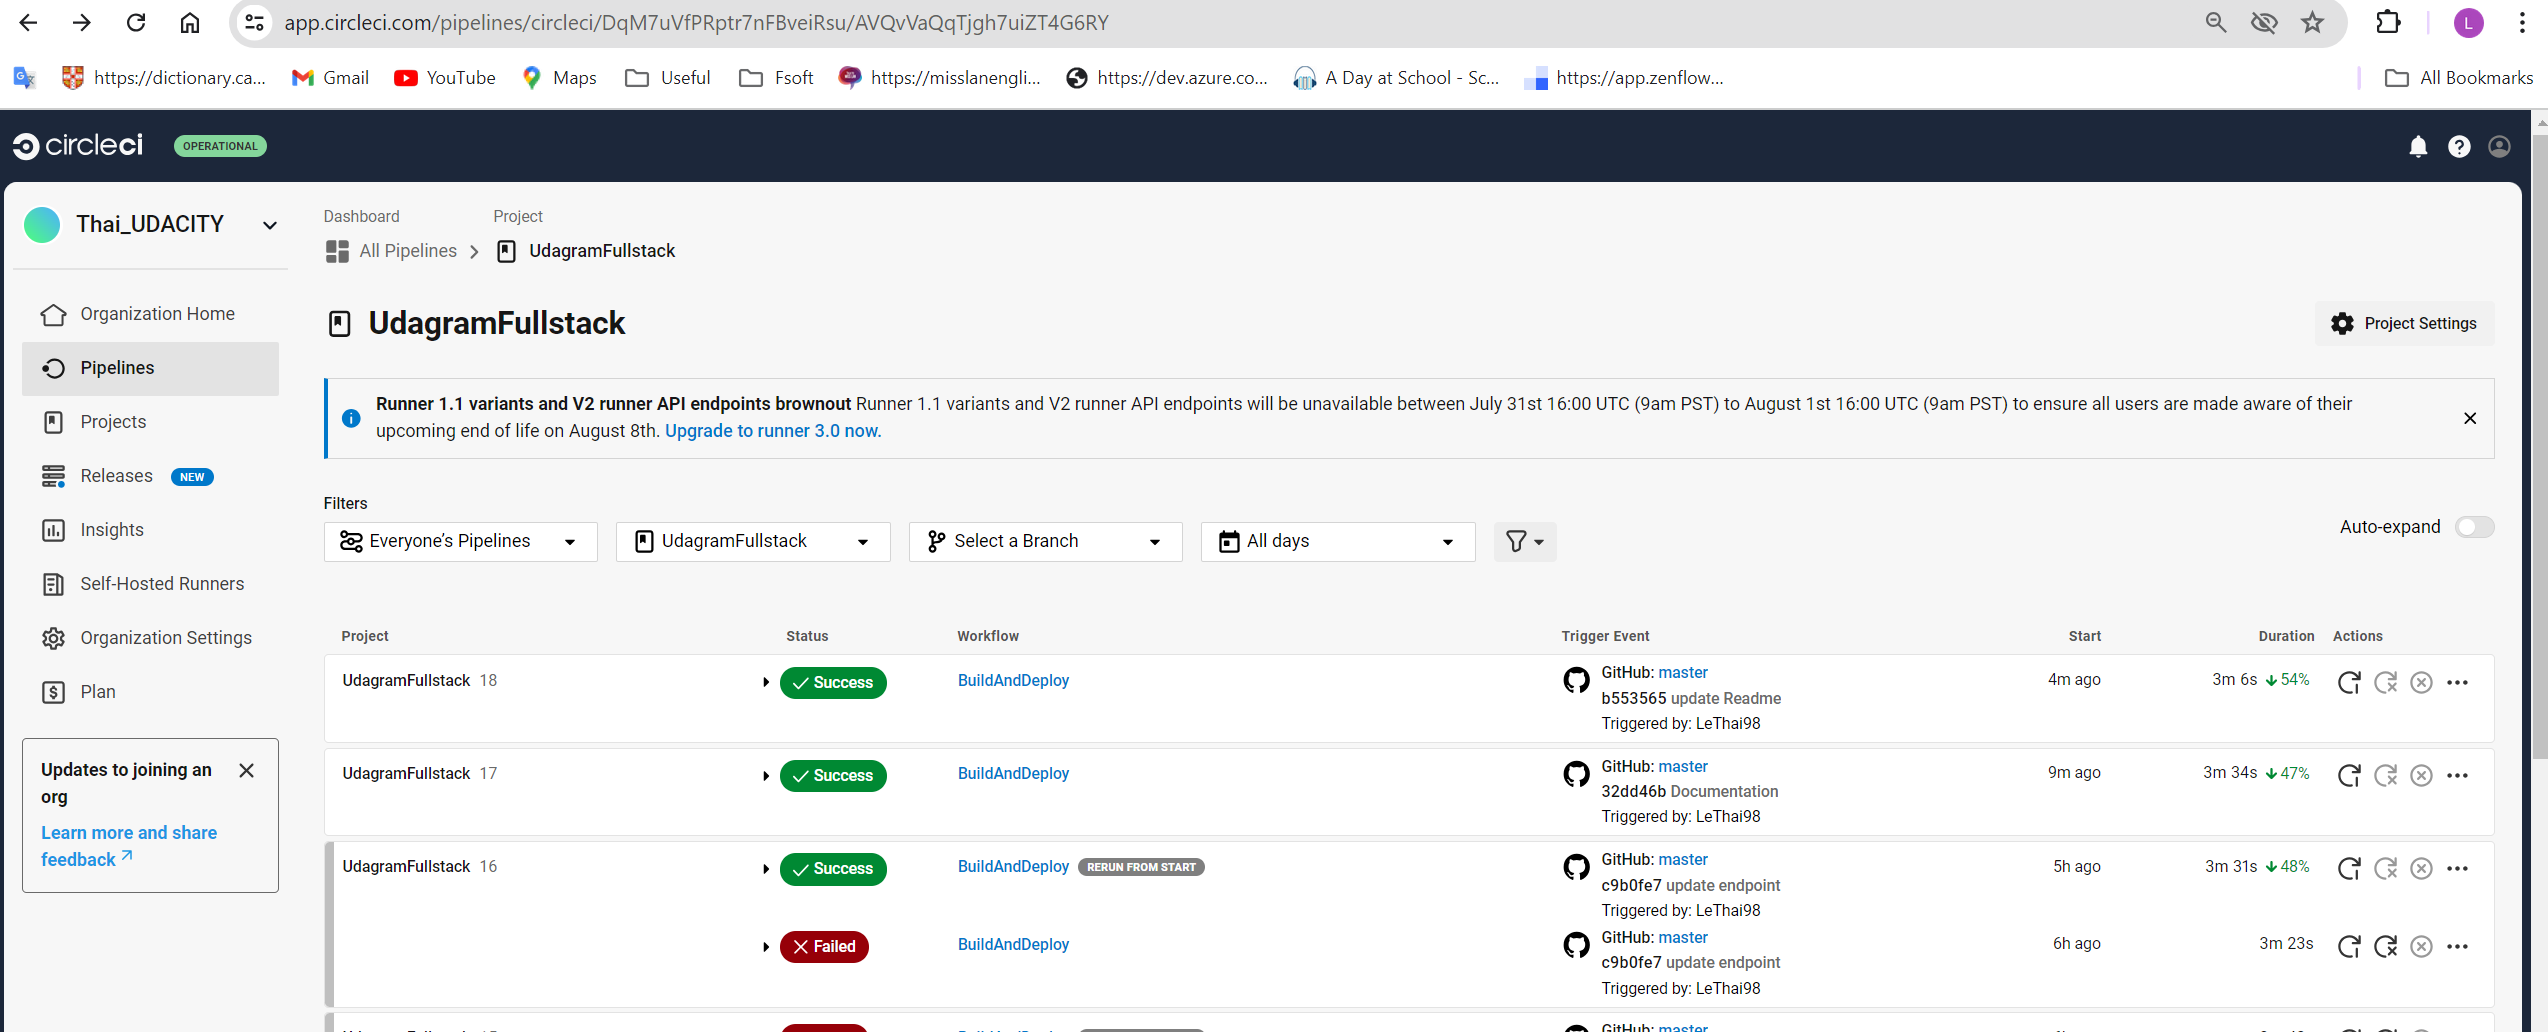 app.circleci.com/pipelines/circleci/DqM7uVfPRptr7nFBveiRsu/AVQvVaQqTjgh7uiZT4G6RY
L
https://dictionary.ca... Gmail YouTube Maps Useful Fsoft https://misslanengli... https://dev.azure.co... A Day at School - Sc... https://app.zenflow... All Bookmarks
circleci OPERATIONAL
Thai_UDACITY
Organization Home
Pipelines
Projects
Releases NEW
Insights
Self-Hosted Runners
Organization Settings
Plan
Updates to joining an
org
Learn more and share
feedback
Dashboard Project
All Pipelines UdagramFullstack
UdagramFullstack
Project Settings
Runner 1.1 variants and V2 runner API endpoints brownout Runner 1.1 variants and V2 runner API endpoints will be unavailable between July 31st 16:00 UTC (9am PST) to August 1st 16:00 UTC (9am PST) to ensure all users are made aware of their
upcoming end of life on August 8th. Upgrade to runner 3.0 now.
Filters
Everyone’s Pipelines UdagramFullstack Select a Branch All days
Auto-expand
Project Status Workflow Trigger Event Start Duration Actions
UdagramFullstack 18 Success BuildAndDeploy GitHub: master 4m ago 3m 6s 54%
b553565 update Readme
Triggered by: LeThai98
UdagramFullstack 17 Success BuildAndDeploy GitHub: master 9m ago 3m 34s 47%
32dd46b Documentation
Triggered by: LeThai98
UdagramFullstack 16 Success BuildAndDeploy RERUN FROM START GitHub: master 5h ago 3m 31s 48%
c9b0fe7 update endpoint
Triggered by: LeThai98
Failed BuildAndDeploy GitHub: master 6h ago 3m 23s
c9b0fe7 update endpoint
Triggered by: LeThai98
GitHub: master